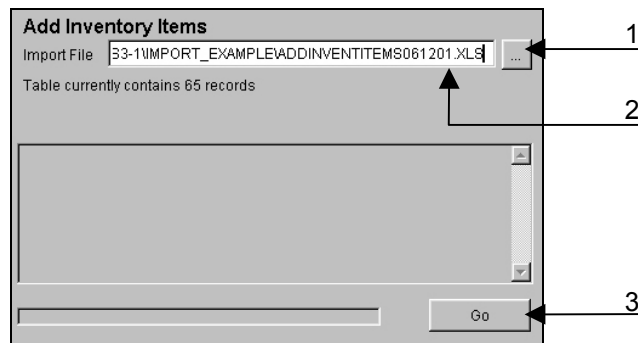 Add Inventory Items
1
Import File 33-1\IMPORT_EXAMPLE\ADDINVENTITEMS061201.XLS ...
Table currently contains 65 records
2
3
Go